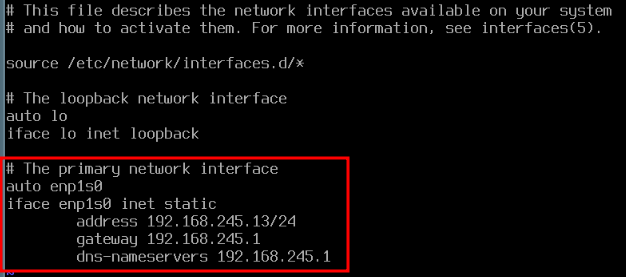 # This file describes the network interfaces available on your system
# and how to activate them. For more information, see interfaces(5).
source /etc/network/interfaces.d/*
# The loopback network interface
auto lo
iface lo inet loopback
# The primary network interface
auto enp1s0
iface enp1s0 inet static
address 192.168.245.13/24
gateway 192.168.245.1
dns-nameservers 192.168.245.1